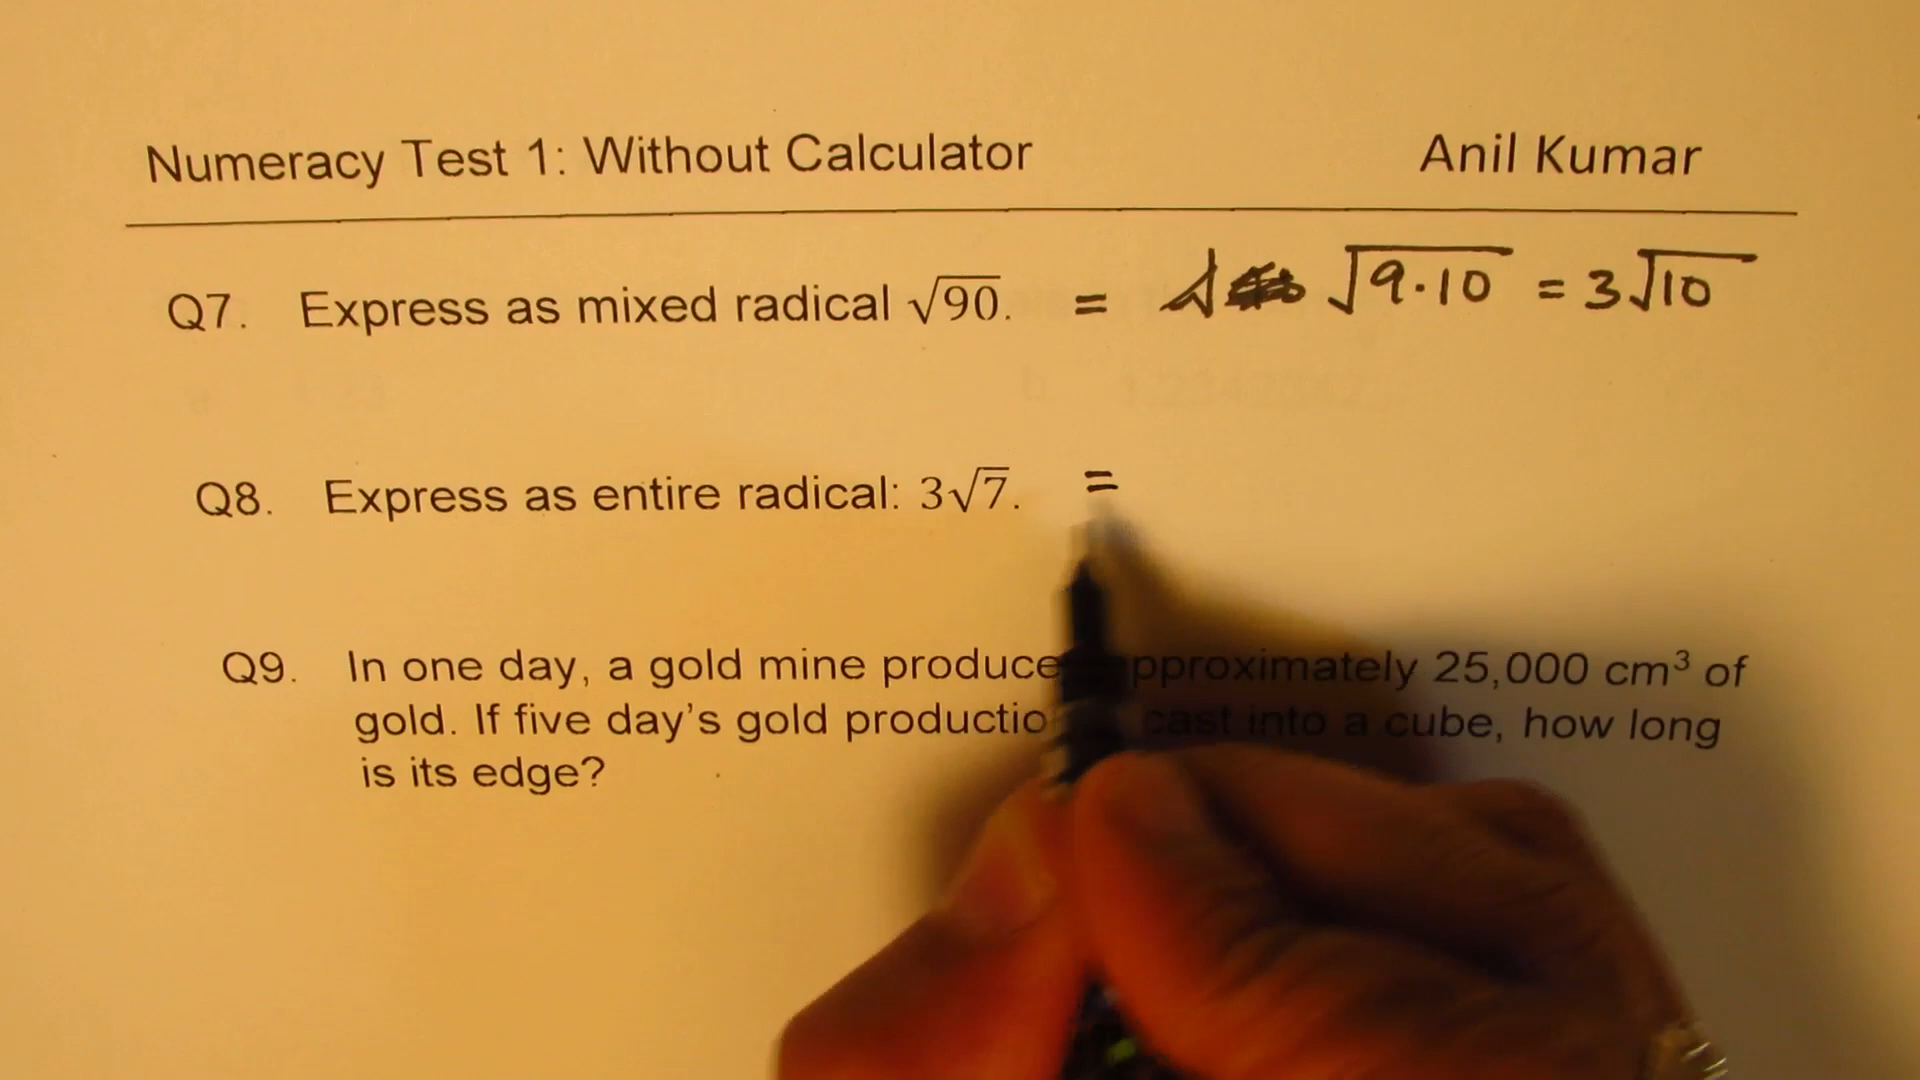 Numeracy Test 1: Without Calculator Anil Kumar
Q7. Express as mixed radical √90. = √9·10 = 3√10
Q8. Express as entire radical: 3√7. =
Q9. In one day, a gold mine produce pproximately 25,000 cm³ of
gold. If five day's gold productio cast into a cube, how long
is its edge?